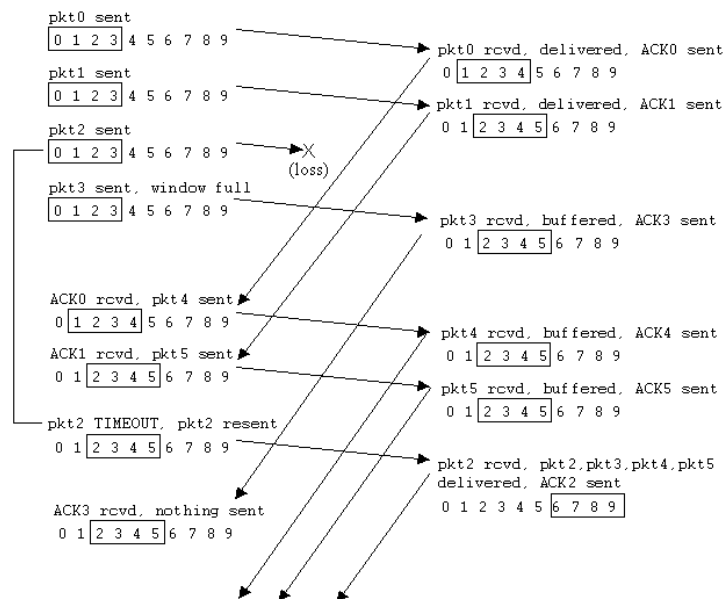 pkt0 sent
0 1 2 3 4 5 6 7 8 9
pkt1 sent
0 1 2 3 4 5 6 7 8 9
pkt2 sent
0 1 2 3 4 5 6 7 8 9
X
(loss)
pkt3 sent, window full
0 1 2 3 4 5 6 7 8 9
ACK0 rcvd, pkt4 sent
0 1 2 3 4 5 6 7 8 9
ACK1 rcvd, pkt5 sent
0 1 2 3 4 5 6 7 8 9
pkt2 TIMEOUT, pkt2 resent
0 1 2 3 4 5 6 7 8 9
ACK3 rcvd, nothing sent
0 1 2 3 4 5 6 7 8 9
pkt0 rcvd, delivered, ACK0 sent
0 1 2 3 4 5 6 7 8 9
pkt1 rcvd, delivered, ACK1 sent
0 1 2 3 4 5 6 7 8 9
pkt3 rcvd, buffered, ACK3 sent
0 1 2 3 4 5 6 7 8 9
pkt4 rcvd, buffered, ACK4 sent
0 1 2 3 4 5 6 7 8 9
pkt5 rcvd, buffered, ACK5 sent
0 1 2 3 4 5 6 7 8 9
pkt2 rcvd, pkt2,pkt3,pkt4,pkt5
delivered, ACK2 sent
0 1 2 3 4 5 6 7 8 9